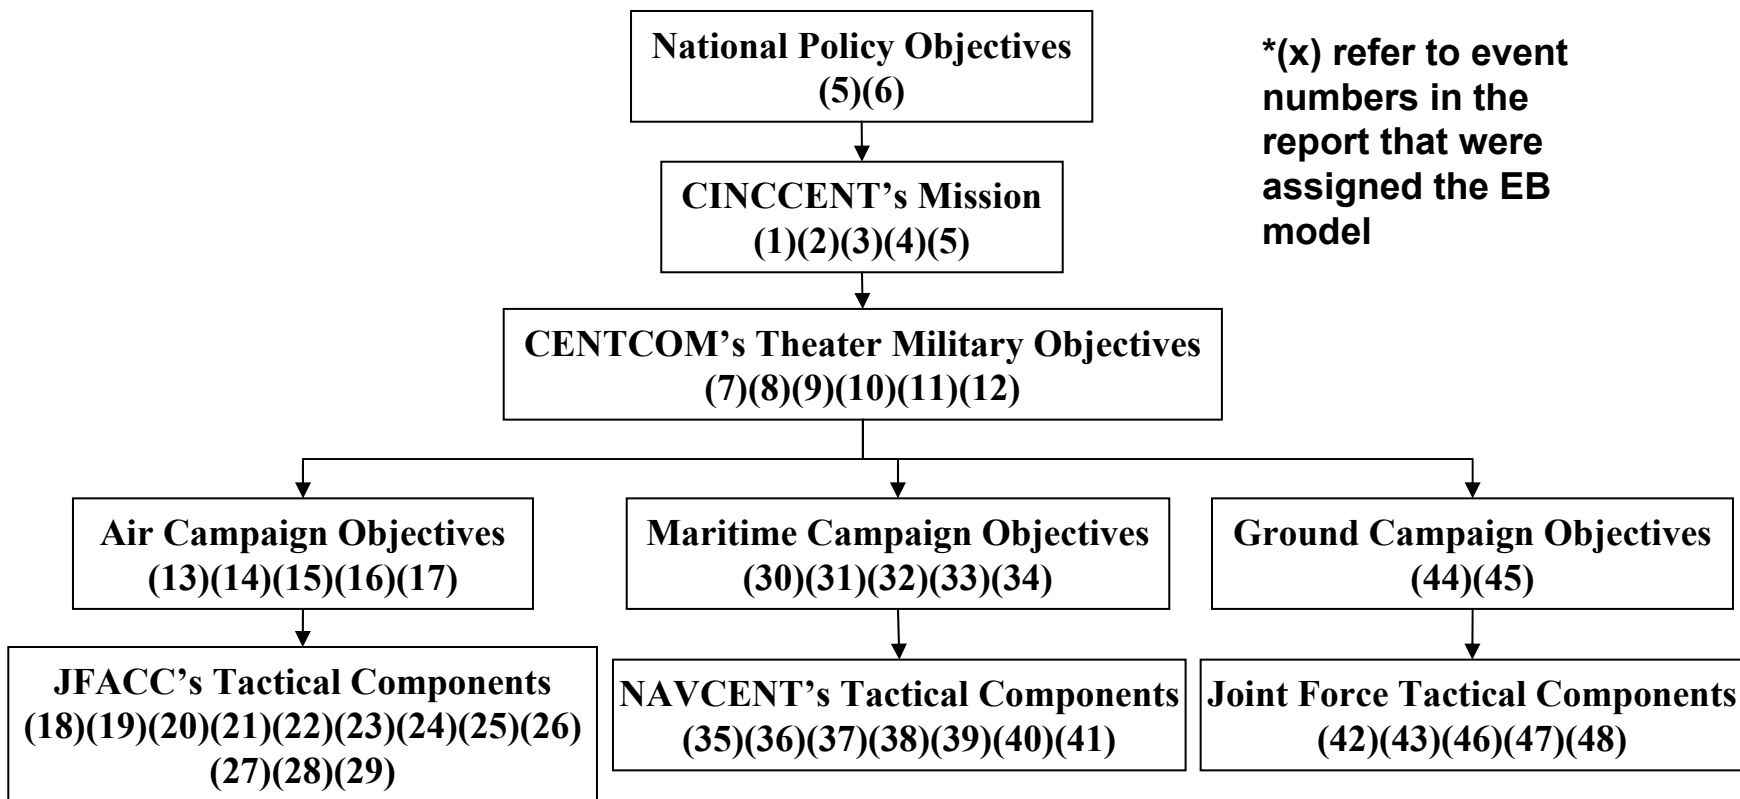 National Policy Objectives
(5)(6)
*(x) refer to event
numbers in the
report that were
assigned the EB
model
CINCCENT’s Mission
(1)(2)(3)(4)(5)
CENTCOM’s Theater Military Objectives
(7)(8)(9)(10)(11)(12)
Air Campaign Objectives
(13)(14)(15)(16)(17)
Maritime Campaign Objectives
(30)(31)(32)(33)(34)
Ground Campaign Objectives
(44)(45)
JFACC’s Tactical Components
(18)(19)(20)(21)(22)(23)(24)(25)(26)
(27)(28)(29)
NAVCENT’s Tactical Components
(35)(36)(37)(38)(39)(40)(41)
Joint Force Tactical Components
(42)(43)(46)(47)(48)